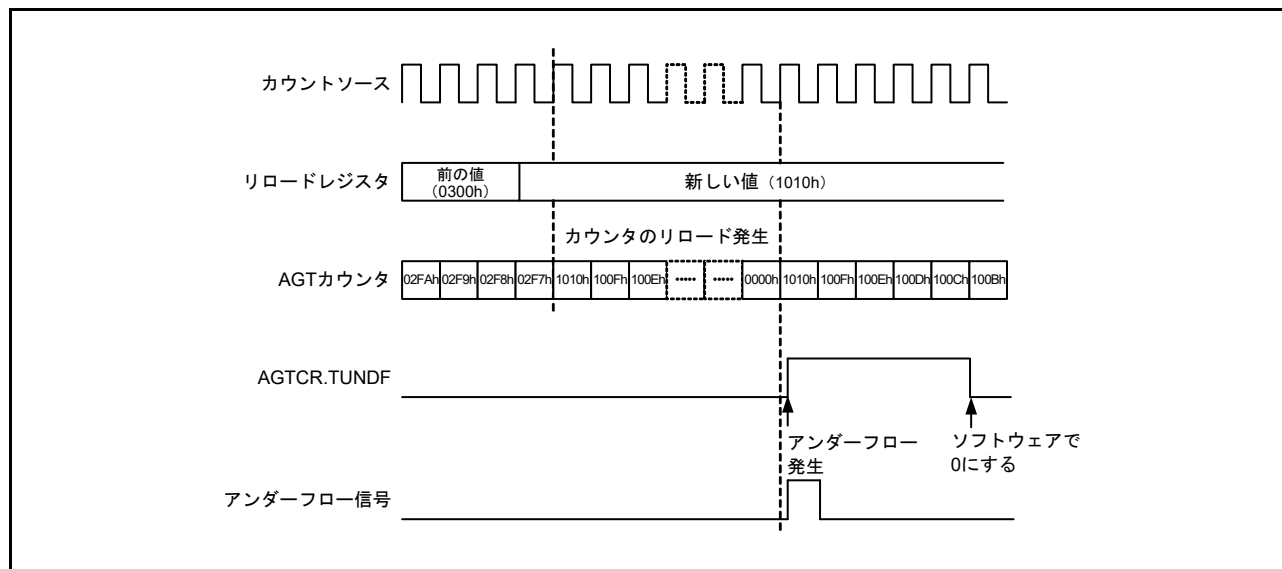 カウントソース
リロードレジスタ
前の値
（0300h）
新しい値（1010h）
カウンタのリロード発生
AGTカウンタ
02FAh 02F9h 02F8h 02F7h 1010h 100Fh 100Eh ····· ····· 0000h 1010h 100Fh 100Eh 100Dh 100Ch 100Bh
AGTCR.TUNDF
アンダーフロー
発生
ソフトウェアで
0にする
アンダーフロー信号